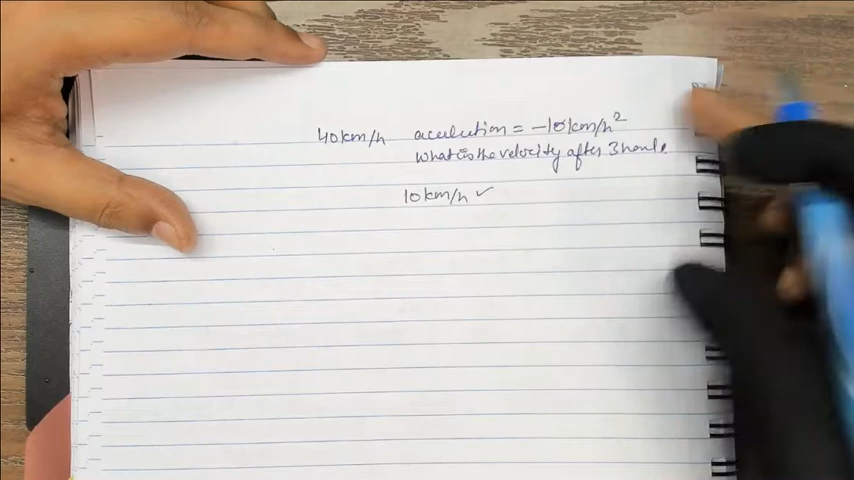 40km/h acceleration = -10km/h²
What is the velocity after 3 hours.
10km/h ✓